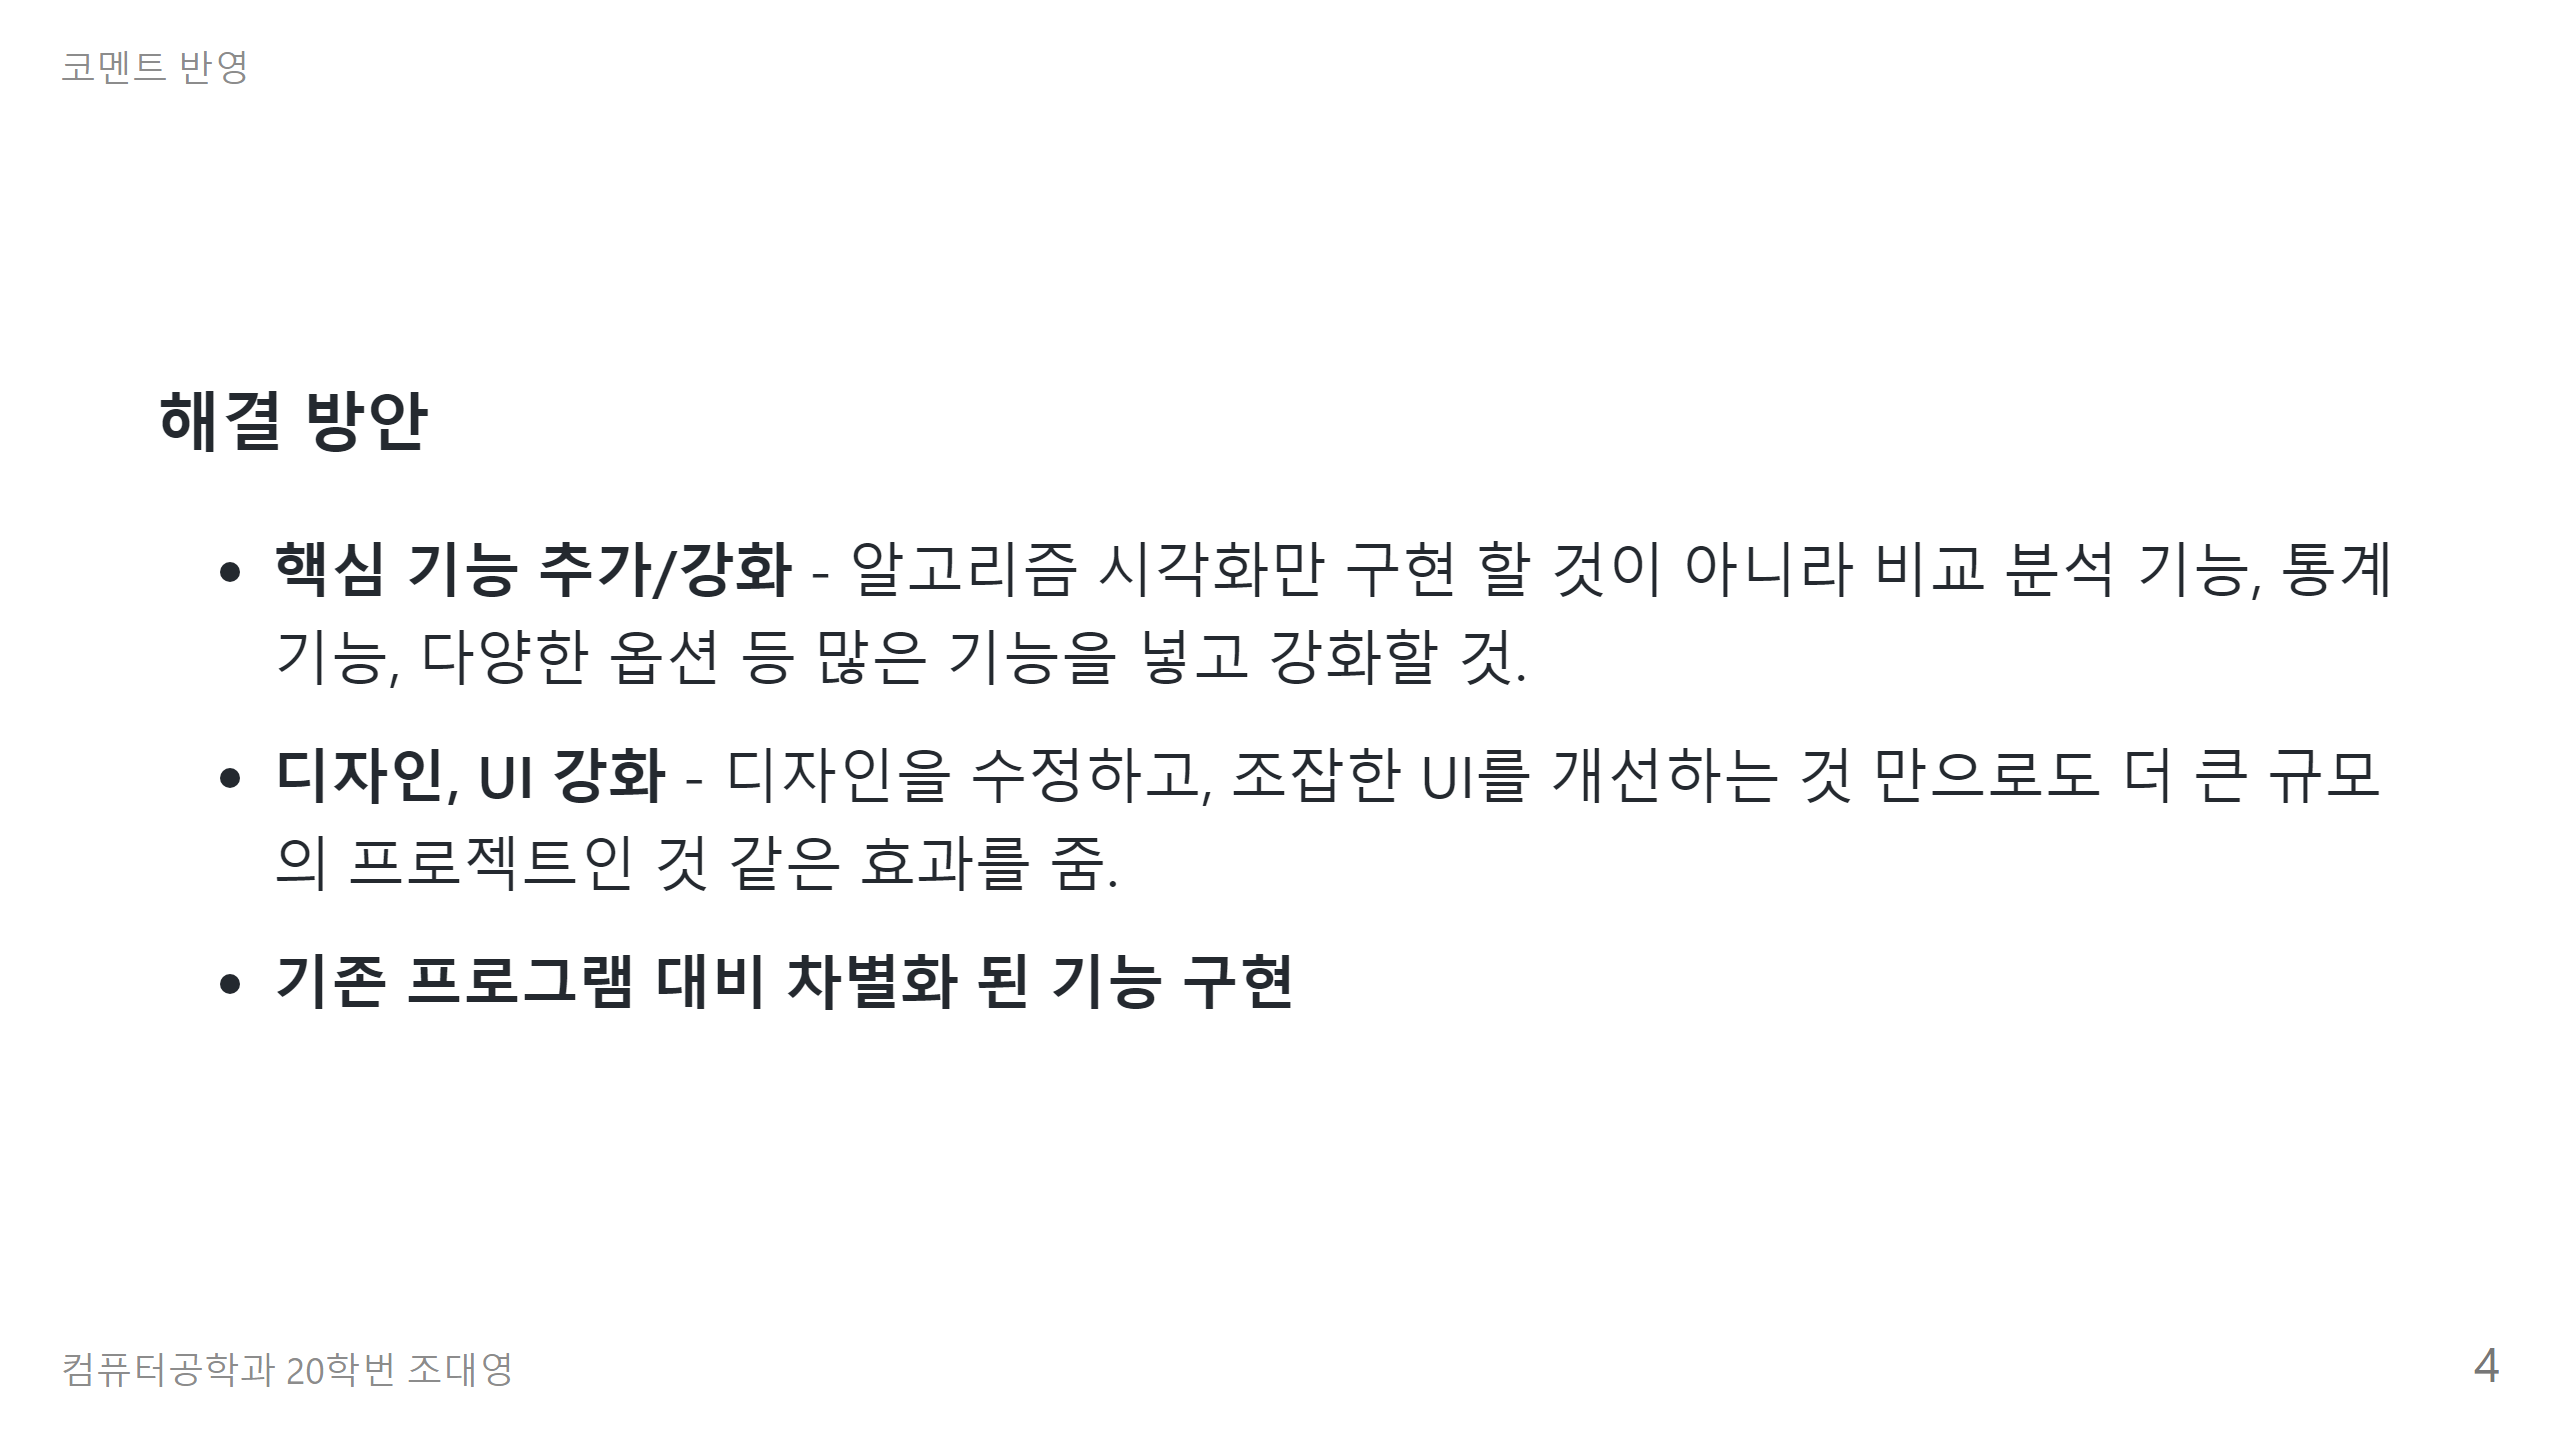 코멘트 반영
해결 방안
• 핵심 기능 추가/강화 - 알고리즘 시각화만 구현 할 것이 아니라 비교 분석 기능, 통계
기능, 다양한 옵션 등 많은 기능을 넣고 강화할 것.
• 디자인, UI 강화 - 디자인을 수정하고, 조잡한 UI를 개선하는 것 만으로도 더 큰 규모
의 프로젝트인 것 같은 효과를 줌.
• 기존 프로그램 대비 차별화 된 기능 구현
컴퓨터공학과 20학번 조대영
4